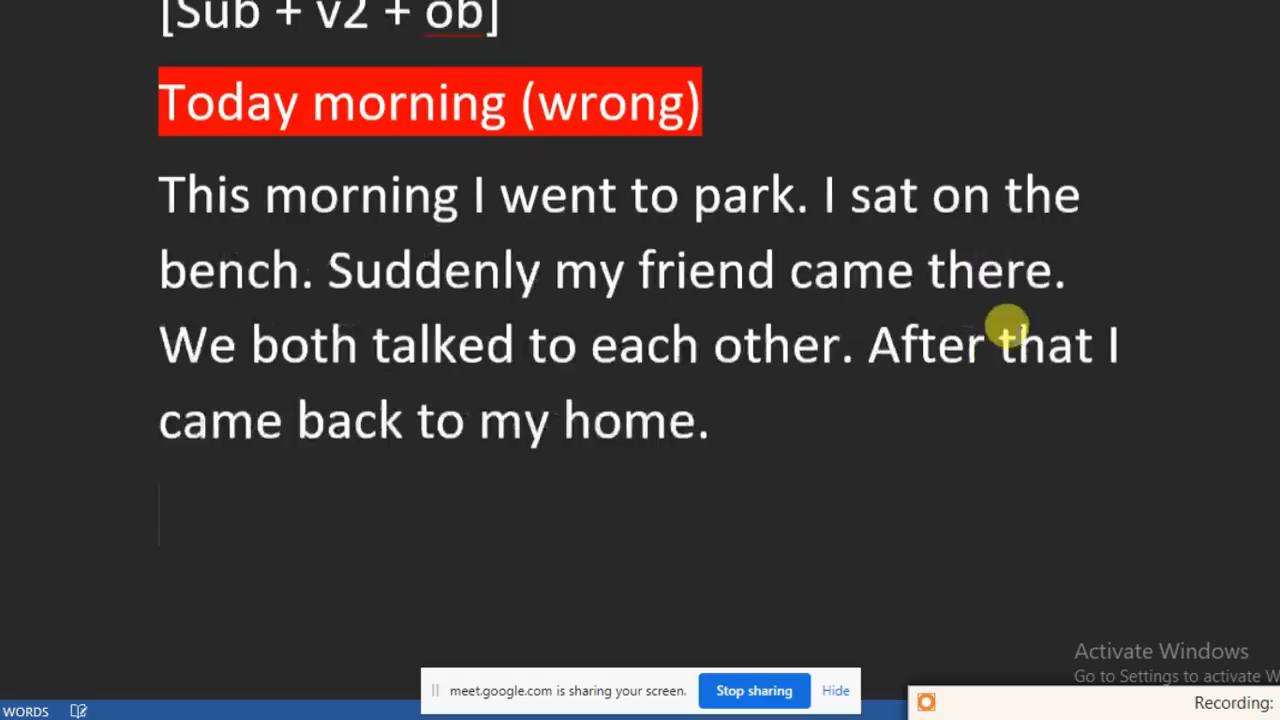 [Sub + v2 + ob]
Today morning (wrong)
This morning I went to park. I sat on the
bench. Suddenly my friend came there.
We both talked to each other. After that I
came back to my home.
Activate Windows
Go to Settings to activate W
meet.google.com is sharing your screen.
Stop sharing
Hide
Recording:
WORDS